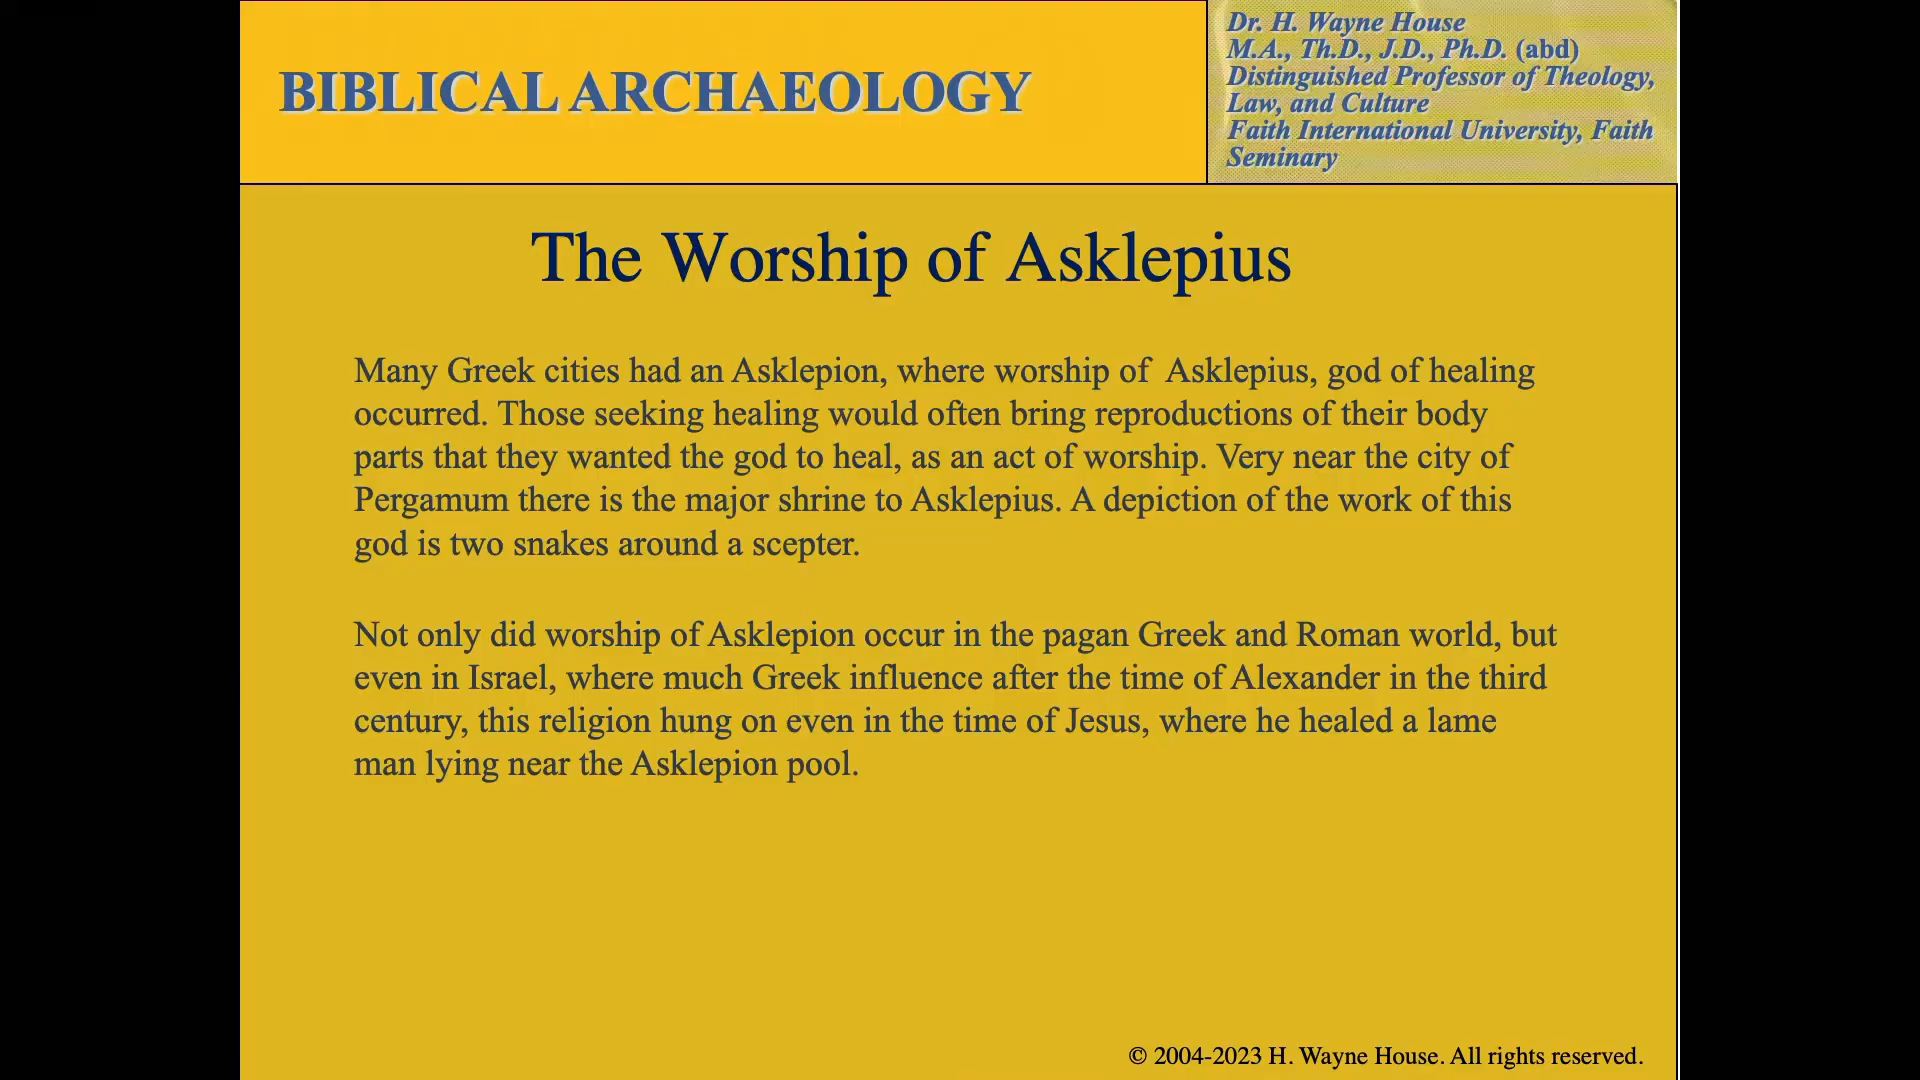 BIBLICAL ARCHAEOLOGY
Dr. H. Wayne House
M.A., Th.D., J.D., Ph.D. (abd)
Distinguished Professor of Theology,
Law, and Culture
Faith International University, Faith
Seminary
The Worship of Asklepius
Many Greek cities had an Asklepion, where worship of Asklepius, god of healing
occurred. Those seeking healing would often bring reproductions of their body
parts that they wanted the god to heal, as an act of worship. Very near the city of
Pergamum there is the major shrine to Asklepius. A depiction of the work of this
god is two snakes around a scepter.
Not only did worship of Asklepion occur in the pagan Greek and Roman world, but
even in Israel, where much Greek influence after the time of Alexander in the third
century, this religion hung on even in the time of Jesus, where he healed a lame
man lying near the Asklepion pool.
© 2004-2023 H. Wayne House. All rights reserved.